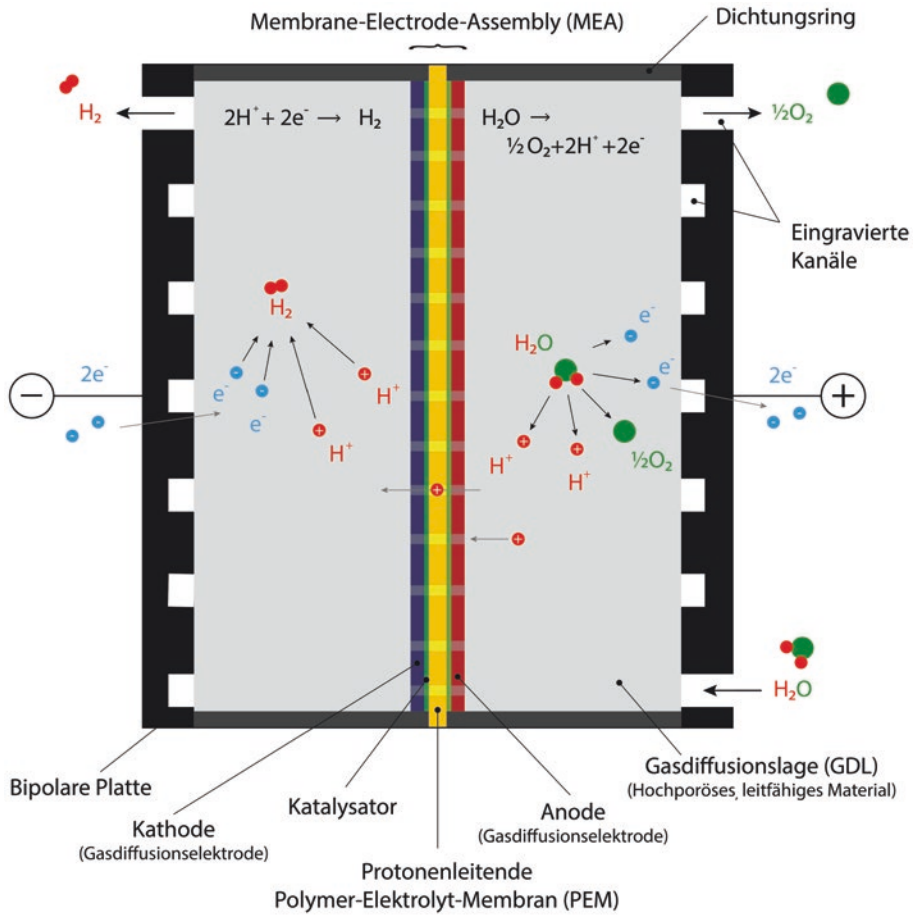 Membrane-Electrode-Assembly (MEA)
Dichtungsring
H₂
2H⁺ + 2e⁻ → H₂
H₂O →
½O₂+2H⁺+2e⁻
½O₂
Eingravierte
Kanäle
H₂
e⁻
e⁻
H⁺
H⁺
H₂O
e⁻
e⁻
½O₂
H⁺
H⁺
−
2e⁻
2e⁻
+
H₂O
Bipolare Platte
Kathode
(Gasdiffusionselektrode)
Katalysator
Protonenleitende
Polymer-Elektrolyt-Membran (PEM)
Anode
(Gasdiffusionselektrode)
Gasdiffusionslage (GDL)
(Hochporöses, leitfähiges Material)